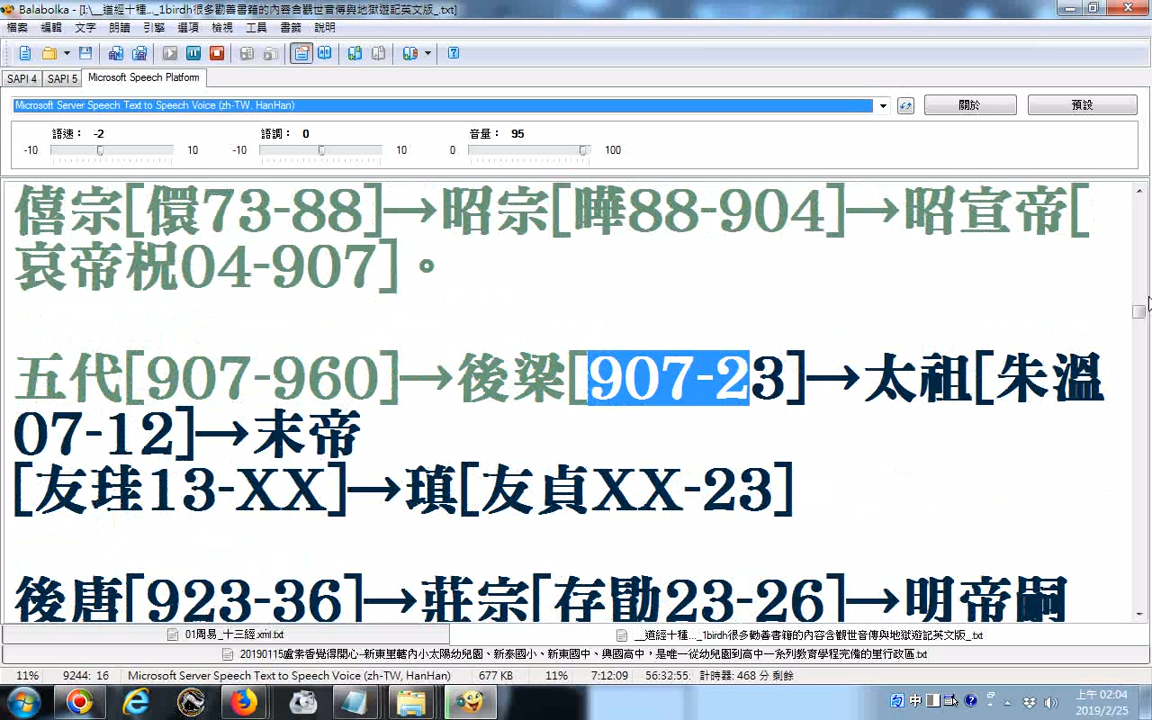 Balabolka - [I:\__道經十種..._1birdh很多勸善書籍的內容含觀世音傳與地獄遊記英文版_.txt]
檔案 編輯 文字 朗讀 引擎 選項 檢視 工具 書籤 說明
SAPI 4 SAPI 5 Microsoft Speech Platform
Microsoft Server Speech Text to Speech Voice (zh-TW, HanHan) 關於 預設
語速： -2 語調： 0 音量： 95
-10 10 -10 10 0 100
僖宗[儇73-88]→昭宗[曄88-904]→昭宣帝[
哀帝柷04-907]。
五代[907-960]→後梁[907-23]→太祖[朱溫
07-12]→末帝
[友珪13-XX]→瑱[友貞XX-23]
後唐[923-36]→莊宗[存勖23-26]→明帝嗣
01周易_十三經.xml.txt __道經十種..._1birdh很多勸善書籍的內容含觀世音傳與地獄遊記英文版_.txt
20190115盧素香覺得開心-新東里轄內小太陽幼兒園、新泰國小、新東國中、興國高中，是唯一從幼兒園到高中一系列教育學程完備的里行政區.txt
11% 9244: 16 Microsoft Server Speech Text to Speech Voice (zh-TW, HanHan) 677 KB 11% 7:12:09 56:32:55 計時器: 468 分 剩餘
中 上午 02:04
2019/2/25